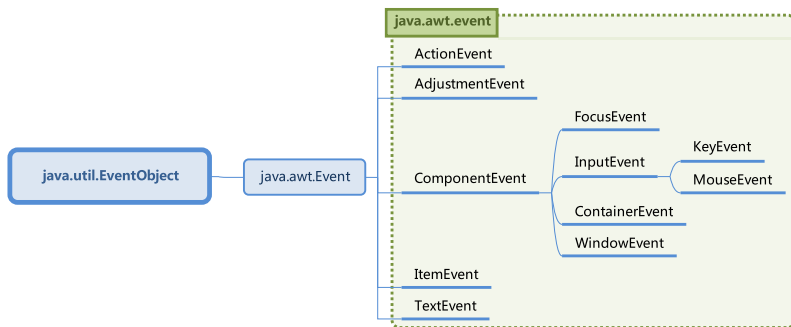 java.awt.event
ActionEvent
AdjustmentEvent
FocusEvent
KeyEvent
InputEvent
java.util.EventObject
java.awt.Event
ComponentEvent
MouseEvent
ContainerEvent
WindowEvent
ItemEvent
TextEvent